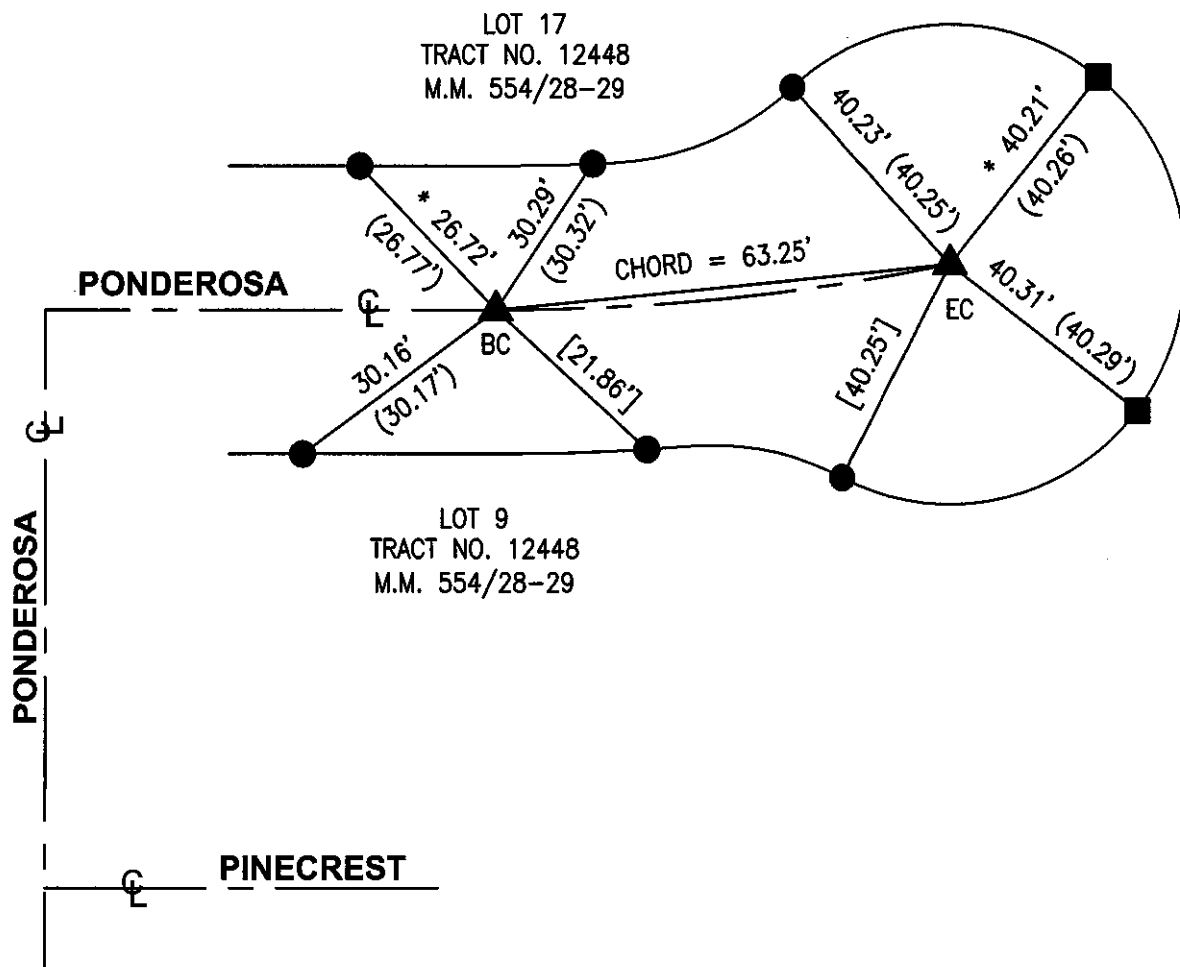 LOT 17
TRACT NO. 12448
M.M. 554/28-29
40.23' (40.25')
* 40.21'
(40.26')
* 26.72'
(26.77')
30.29'
(30.32')
CHORD = 63.25'
PONDEROSA
℄
BC
EC
40.31' (40.29')
30.16'
(30.17')
[21.86']
[40.25']
℄
LOT 9
TRACT NO. 12448
M.M. 554/28-29
PONDEROSA
℄
PINECREST